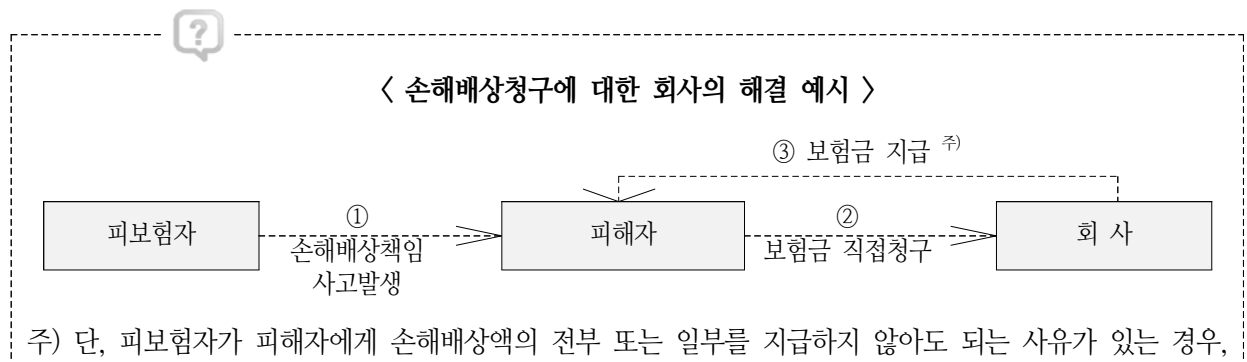 ?
< 손해배상청구에 대한 회사의 해결 예시 >
③ 보험금 지급 주)
피보험자
①
손해배상책임
사고발생
피해자
②
보험금 직접청구
회 사
주) 단, 피보험자가 피해자에게 손해배상액의 전부 또는 일부를 지급하지 않아도 되는 사유가 있는 경우,